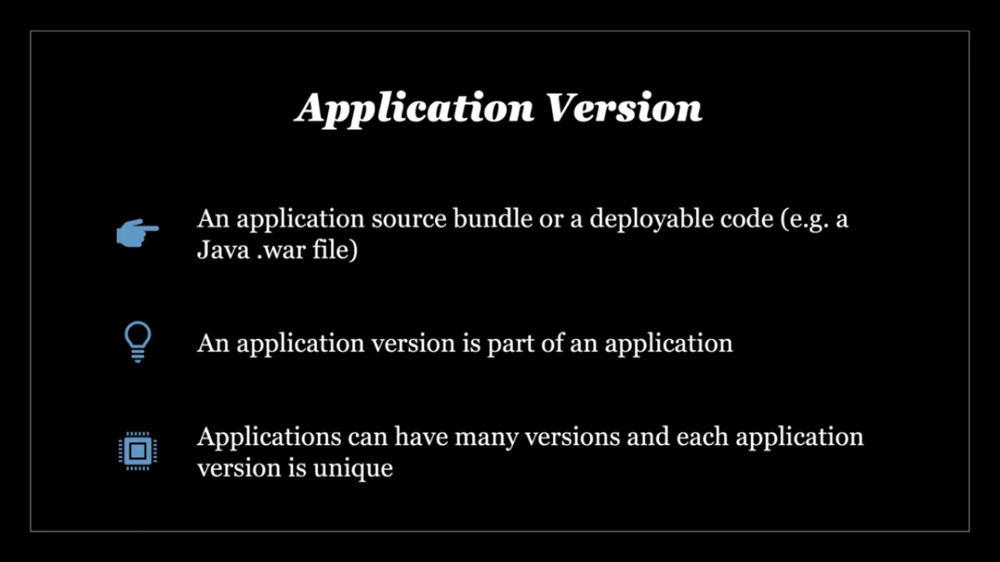 Application Version
An application source bundle or a deployable code (e.g. a
Java .war file)
An application version is part of an application
Applications can have many versions and each application
version is unique